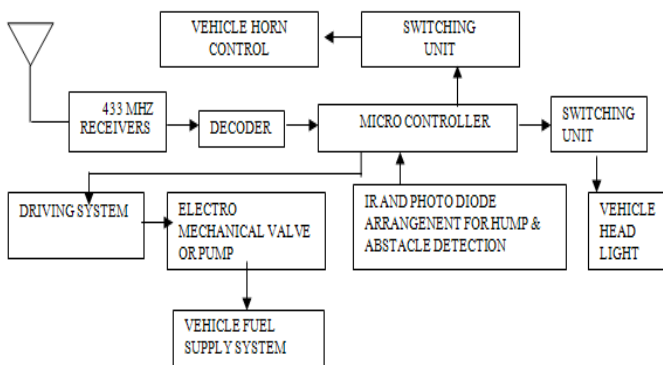 VEHICLE HORN
CONTROL
SWITCHING
UNIT
433 MHZ
RECEIVERS
DECODER
MICRO CONTROLLER
SWITCHING
UNIT
DRIVING SYSTEM
ELECTRO
MECHANICAL VALVE
OR PUMP
IR AND PHOTO DIODE
ARRANGENENT FOR HUMP &
ABSTACLE DETECTION
VEHICLE
HEAD
LIGHT
VEHICLE FUEL
SUPPLY SYSTEM